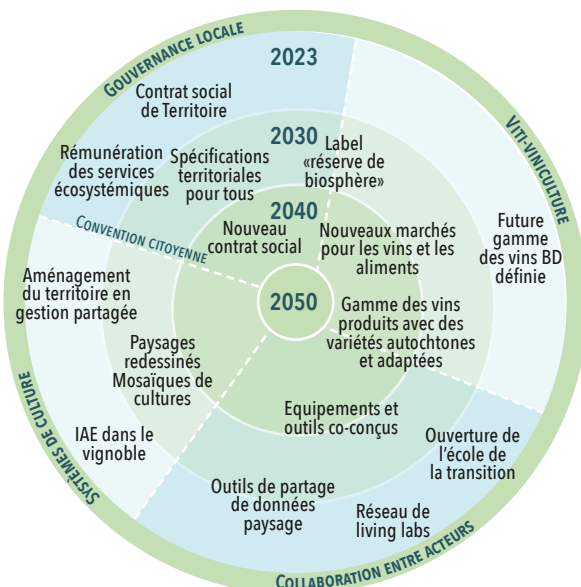 GOUVERNANCE LOCALE
2023
Contrat social
de Territoire
VITI-VINICULTURE
2030
Rémunération
des services
écosystémiques
Spécifications
territoriales
pour tous
Label
«réserve de
biosphère»
CONVENTION CITOYENNE
2040
Nouveau
contrat social
Nouveaux marchés
pour les vins et les
aliments
Future
gamme
des vins BD
définie
Aménagement
du territoire en
gestion partagée
2050
Gamme des vins
produits avec des
variétés autochtones
et adaptées
Paysages
redessinés
Mosaïques de
cultures
Equipements et
outils co-conçus
IAE dans le
vignoble
Ouverture de
l'école de
la transition
SYSTÈMES DE CULTURE
Outils de partage
de données
paysage
Réseau de
living labs
COLLABORATION ENTRE ACTEURS